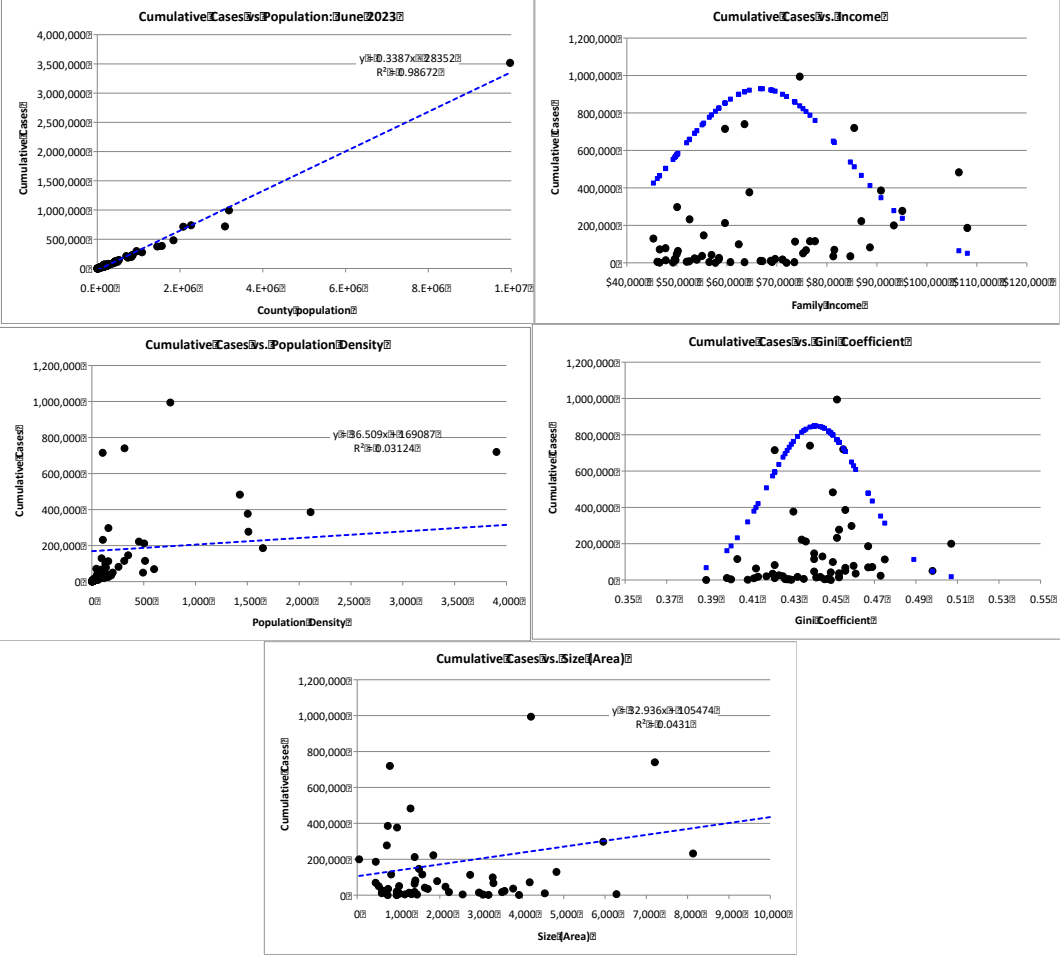 Cumulative Cases vs Population: June 2023
4,000,000
3,500,000
3,000,000
2,500,000
2,000,000
1,500,000
1,000,000
500,000
0
y = 0.3387x - 28352
R² = 0.98672
0.E+00 2.E+06 4.E+06 6.E+06 8.E+06 1.E+07
County population
Cumulative Cases
Cumulative Cases vs. Income
1,200,000
1,000,000
800,000
600,000
400,000
200,000
0
$40,000 $50,000 $60,000 $70,000 $80,000 $90,000 $100,000 $110,000 $120,000
Family Income
Cumulative Cases
Cumulative Cases vs. Population Density
1,200,000
1,000,000
800,000
600,000
400,000
200,000
0
y = 36.509x + 169087
R² = 0.03124
0 500 1,000 1,500 2,000 2,500 3,000 3,500 4,000
Population Density
Cumulative Cases
Cumulative Cases vs. Gini Coefficient
1,200,000
1,000,000
800,000
600,000
400,000
200,000
0
0.35 0.37 0.39 0.41 0.43 0.45 0.47 0.49 0.51 0.53 0.55
Gini Coefficient
Cumulative Cases
Cumulative Cases vs. Size (Area)
1,200,000
1,000,000
800,000
600,000
400,000
200,000
0
y = 32.936x + 105474
R² = 0.0431
0 1,000 2,000 3,000 4,000 5,000 6,000 7,000 8,000 9,000 10,000
Size (Area)
Cumulative Cases